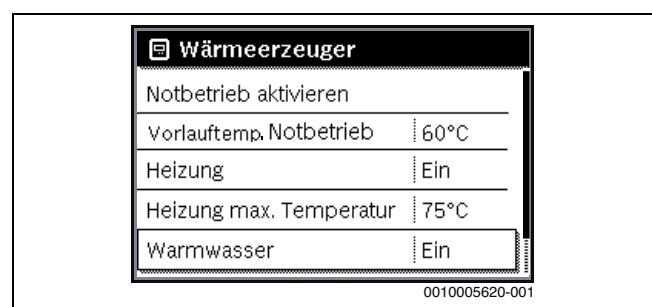 Wärmeerzeuger
Notbetrieb aktivieren
Vorlauftemp. Notbetrieb 60°C
Heizung Ein
Heizung max. Temperatur 75°C
Warmwasser Ein
0010005620-001